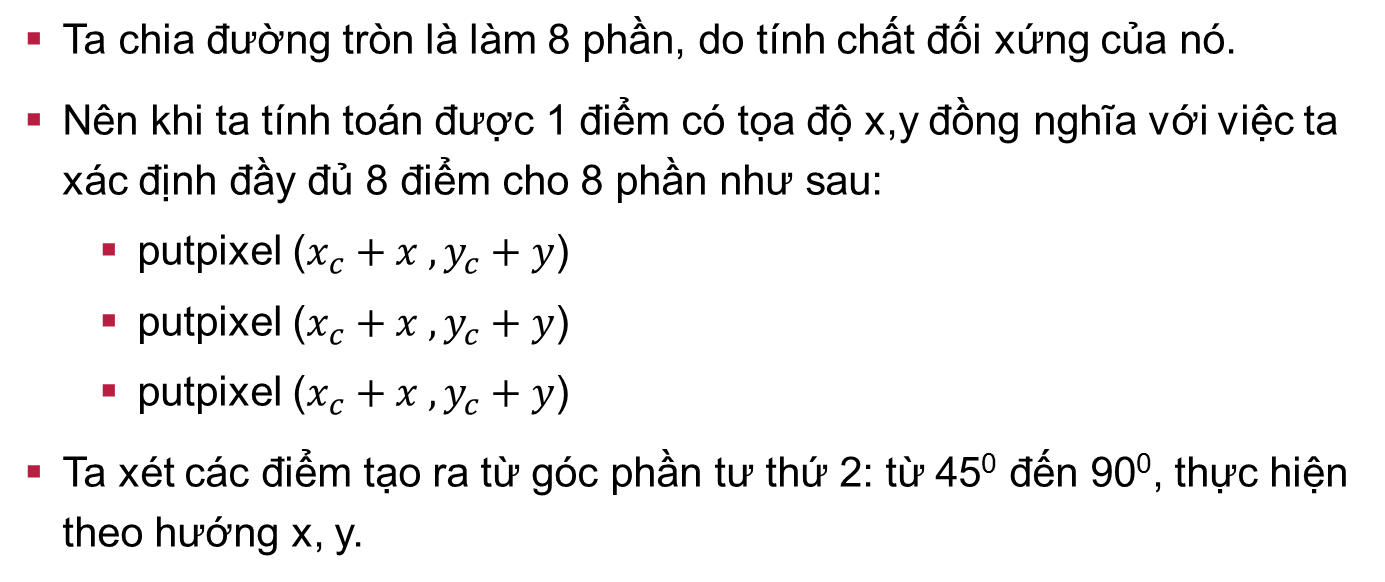 ▪ Ta chia đường tròn là làm 8 phần, do tính chất đối xứng của nó.
▪ Nên khi ta tính toán được 1 điểm có tọa độ x,y đồng nghĩa với việc ta
xác định đầy đủ 8 điểm cho 8 phần như sau:
▪ putpixel (x_c + x , y_c + y)
▪ putpixel (x_c + x , y_c + y)
▪ putpixel (x_c + x , y_c + y)
▪ Ta xét các điểm tạo ra từ góc phần tư thứ 2: từ 45⁰ đến 90⁰, thực hiện
theo hướng x, y.